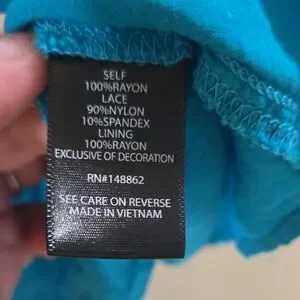 SELF
100%RAYON
LACE
90%NYLON
10%SPANDEX
LINING
100%RAYON
EXCLUSIVE OF DECORATION
RN#148862
SEE CARE ON REVERSE
MADE IN VIETNAM